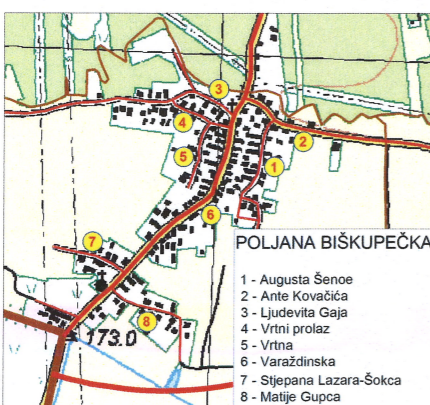 3
4
2
5
1
6
7
8
173.0
POLJANA BIŠKUPEČKA
1 - Augusta Šenoe
2 - Ante Kovačića
3 - Ljudevita Gaja
4 - Vrtni prolaz
5 - Vrtna
6 - Varaždinska
7 - Stjepana Lazara-Šokca
8 - Matije Gupca